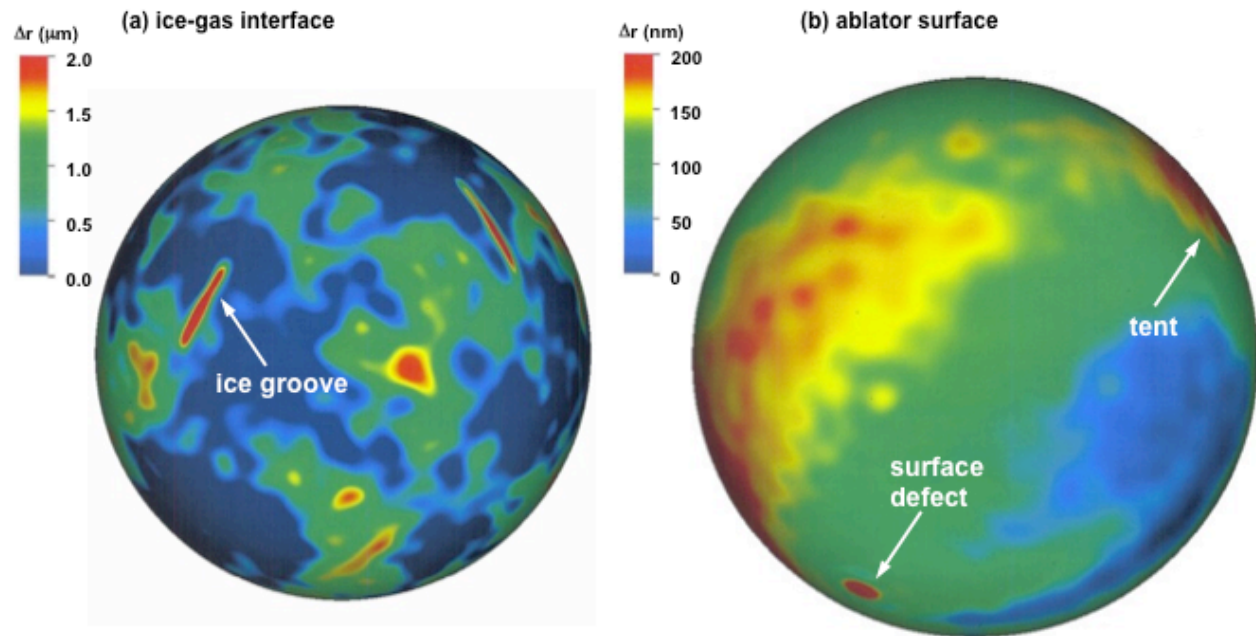 (a) ice-gas interface
Δr (μm)
2.0
1.5
1.0
0.5
0.0
ice groove
(b) ablator surface
Δr (nm)
200
150
100
50
0
tent
surface
defect